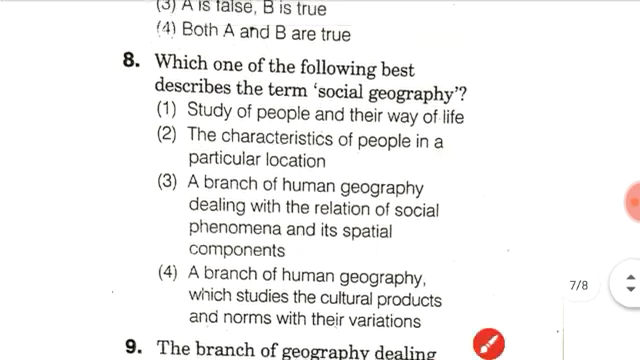 (3) A is false, B is true
(4) Both A and B are true
8. Which one of the following best
describes the term ‘social geography’?
(1) Study of people and their way of life
(2) The characteristics of people in a
particular location
(3) A branch of human geography
dealing with the relation of social
phenomena and its spatial
components
(4) A branch of human geography,
which studies the cultural products
and norms with their variations
7/8
9. The branch of geography dealing